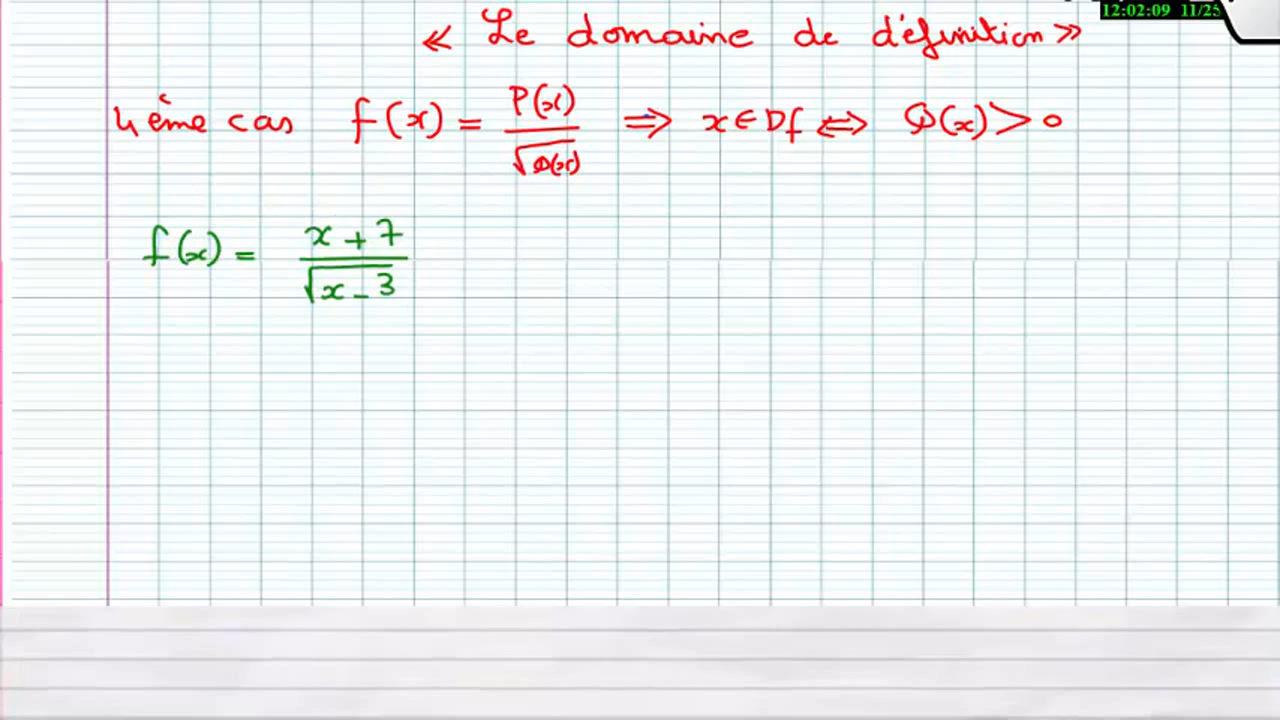 12:02:09 11/25
« Le domaine de définition »
4ème cas f(x) = P(x)/√Q(x) ⇒ x∈Df ⇔ Q(x) > 0
f(x) = x + 7/√x - 3